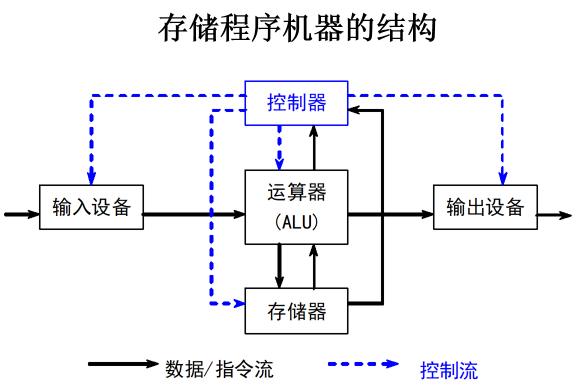 存储程序机器的结构
控制器
输入设备
运算器
(ALU)
输出设备
存储器
数据/指令流
控制流